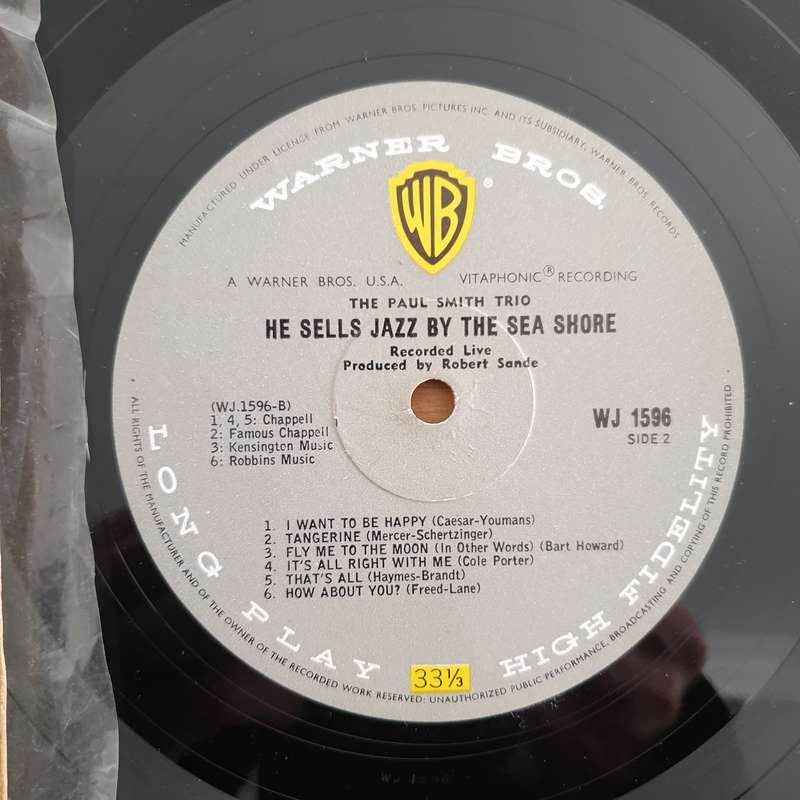 MANUFACTURED UNDER LICENCE FROM WARNER BROS. PICTURES INC. AND ITS SUBSIDIARY, WARNER BROS. RECORDS
WARNER BROS.
WB
®
A WARNER BROS. U.S.A. VITAPHONIC® RECORDING
THE PAUL SMITH TRIO
HE SELLS JAZZ BY THE SEA SHORE
Recorded Live
Produced by Robert Sande
(WJ.1596-B)
1, 4, 5: Chappell
2: Famous Chappell
3: Kensington Music
6: Robbins Music
WJ 1596
SIDE 2
1. I WANT TO BE HAPPY (Caesar-Youmans)
2. TANGERINE (Mercer-Schertzinger)
3. FLY ME TO THE MOON (In Other Words) (Bart Howard)
4. IT'S ALL RIGHT WITH ME (Cole Porter)
5. THAT'S ALL (Haymes-Brandt)
6. HOW ABOUT YOU? (Freed-Lane)
LONG PLAY
33⅓
HIGH FIDELITY
ALL RIGHTS OF THE MANUFACTURER AND OF THE OWNER OF THE RECORDED WORK RESERVED: UNAUTHORIZED PUBLIC PERFORMANCE, BROADCASTING AND COPYING OF THIS RECORD PROHIBITED